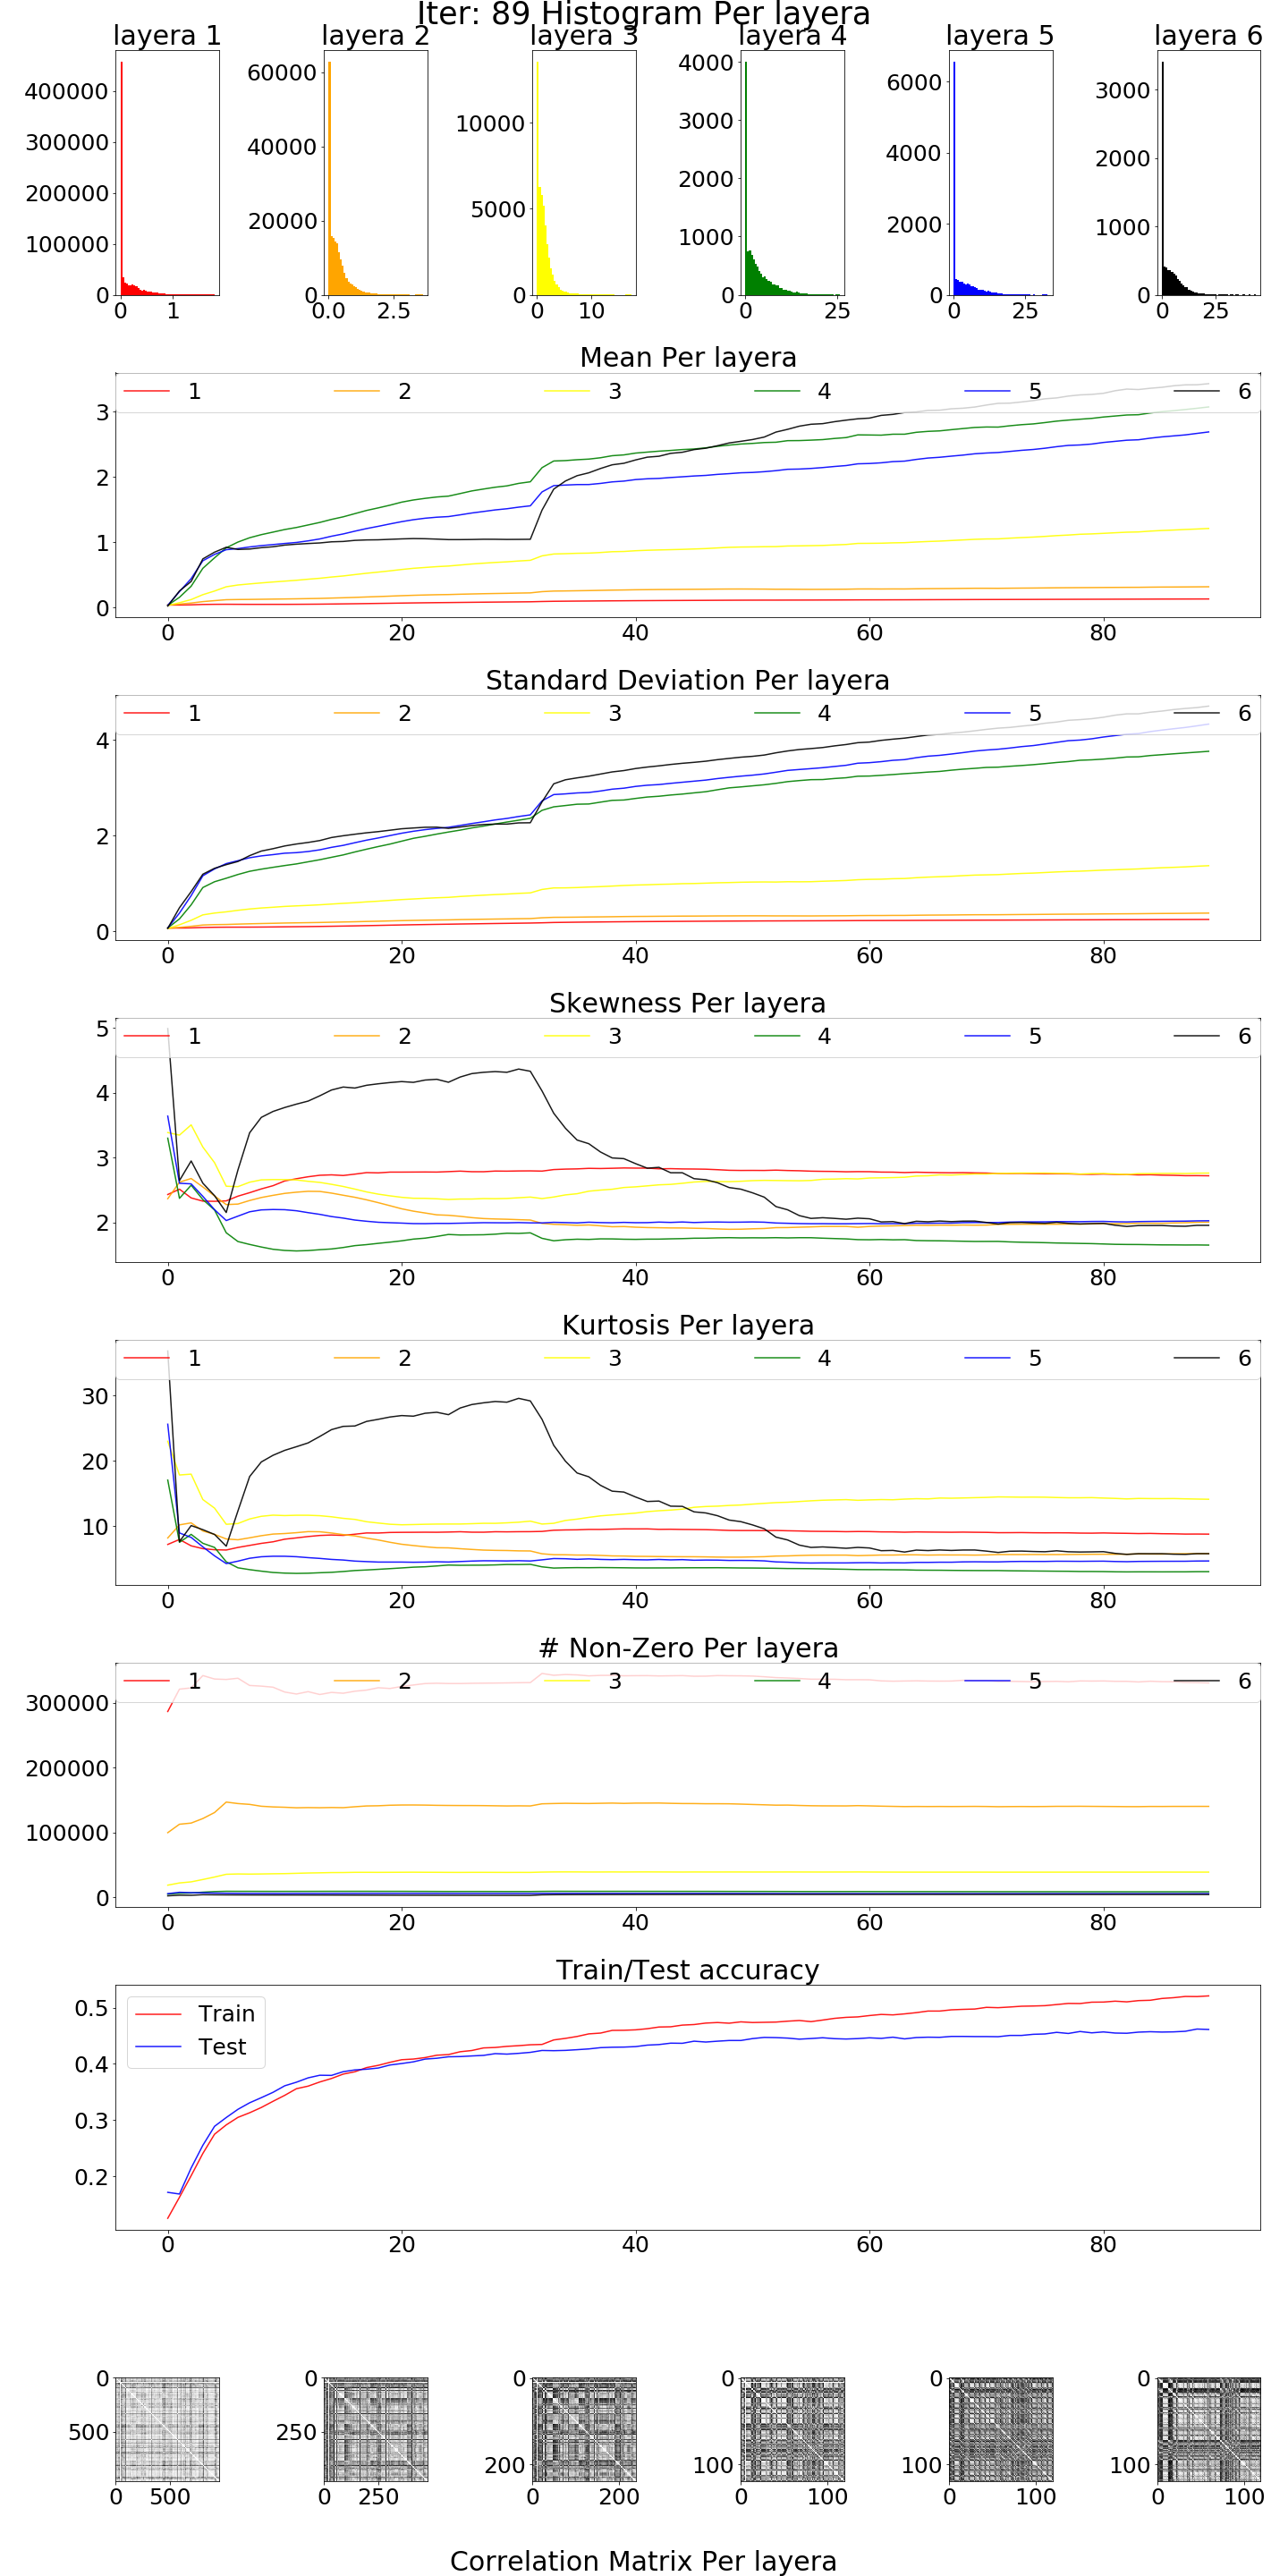 Iter: 89 Histogram Per layera
layera 1 layera 2 layera 3 layera 4 layera 5 layera 6
400000 300000 200000 100000 0
0 1
60000 40000 20000 0
0.0 2.5
10000 5000 0
0 10
4000 3000 2000 1000 0
0 25
6000 4000 2000 0
0 25
3000 2000 1000 0
0 25
Mean Per layera
1 2 3 4 5 6
3
2
1
0
0 20 40 60 80
Standard Deviation Per layera
1 2 3 4 5 6
4
2
0
0 20 40 60 80
Skewness Per layera
5
1 2 3 4 5 6
4
3
2
0 20 40 60 80
Kurtosis Per layera
1 2 3 4 5 6
30
20
10
0 20 40 60 80
# Non-Zero Per layera
1 2 3 4 5 6
300000
200000
100000
0
0 20 40 60 80
Train/Test accuracy
0.5
Train
Test
0.4
0.3
0.2
0 20 40 60 80
0 500
0 500
0 250
0 250
0 200
0 200
0 100
0 100
0 100
0 100
0 100
0 100
Correlation Matrix Per layera